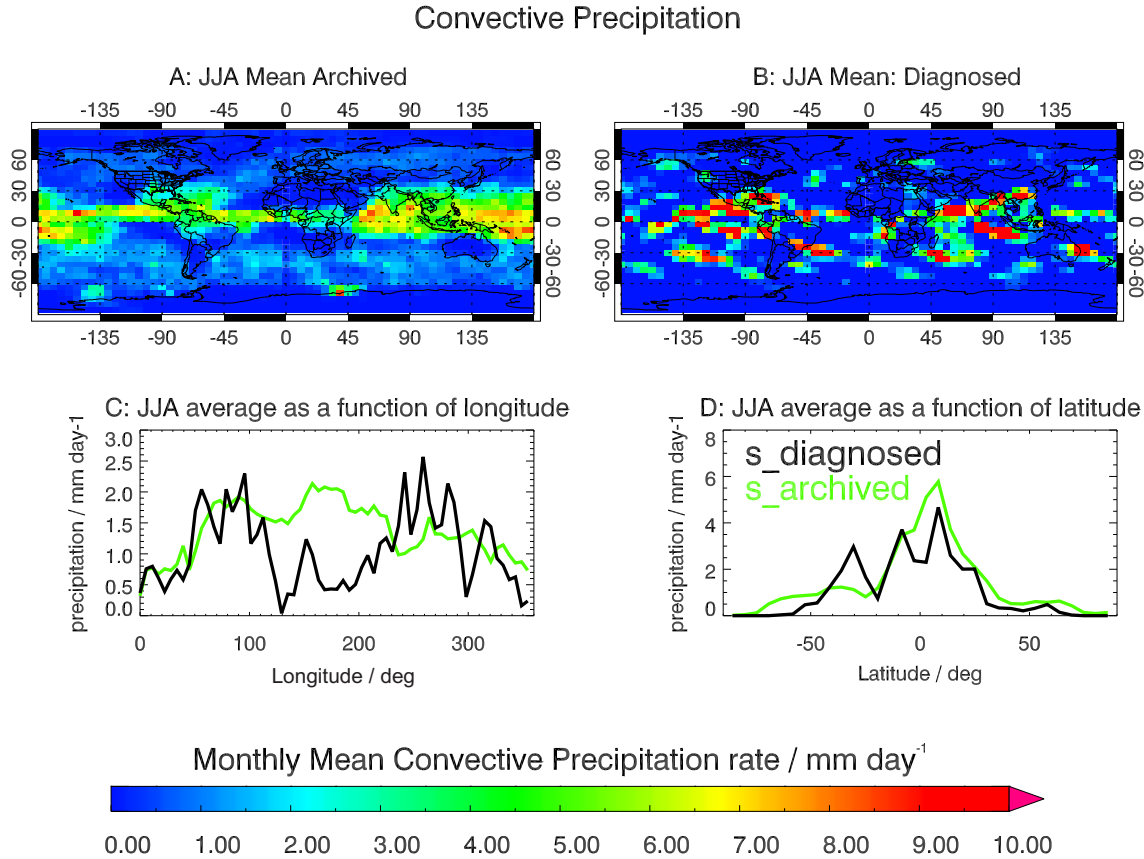 Convective Precipitation
A: JJA Mean Archived
B: JJA Mean: Diagnosed
-135 -90 -45 0 45 90 135
-135 -90 -45 0 45 90 135
60 30 0 -30 -60
60 30 0 -30 -60
60 30 0 -30 -60
60 30 0 -30 -60
-135 -90 -45 0 45 90 135
-135 -90 -45 0 45 90 135
C: JJA average as a function of longitude
precipitation / mm day-1
3.0
2.5
2.0
1.5
1.0
0.5
0.0
0 100 200 300
Longitude / deg
D: JJA average as a function of latitude
precipitation / mm day-1
8
6
4
2
0
s_diagnosed
s_archived
-50 0 50
Latitude / deg
Monthly Mean Convective Precipitation rate / mm day-1
0.00 1.00 2.00 3.00 4.00 5.00 6.00 7.00 8.00 9.00 10.00